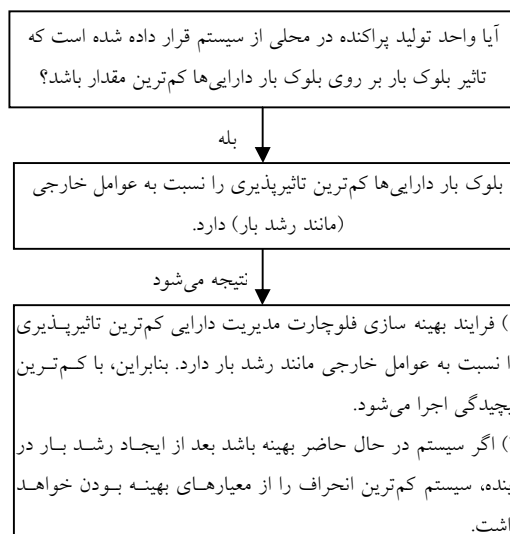 آیا واحد تولید پراکنده در محلی از سیستم قرار داده شده است که
تاثیر بلوک بار بر روی بلوک بار دارایی‌ها کم‌ترین مقدار باشد؟
بله
بلوک بار دارایی‌ها کم‌ترین تاثیرپذیری را نسبت به عوامل خارجی
(مانند رشد بار) دارد.
نتیجه می‌شود
) فرایند بهینه سازی فلوچارت مدیریت دارایی کم‌ترین تاثیرپـذیری
نسبت به عوامل خارجی مانند رشد بار دارد. بنابراین، با کـم‌تـرین
اجرا می‌شود.
) اگر سیستم در حال حاضر بهینه باشد بعد از ایجـاد رشـد بـار در
سیستم کم‌ترین انحراف را از معیارهـای بهینـه بـودن خواهـد